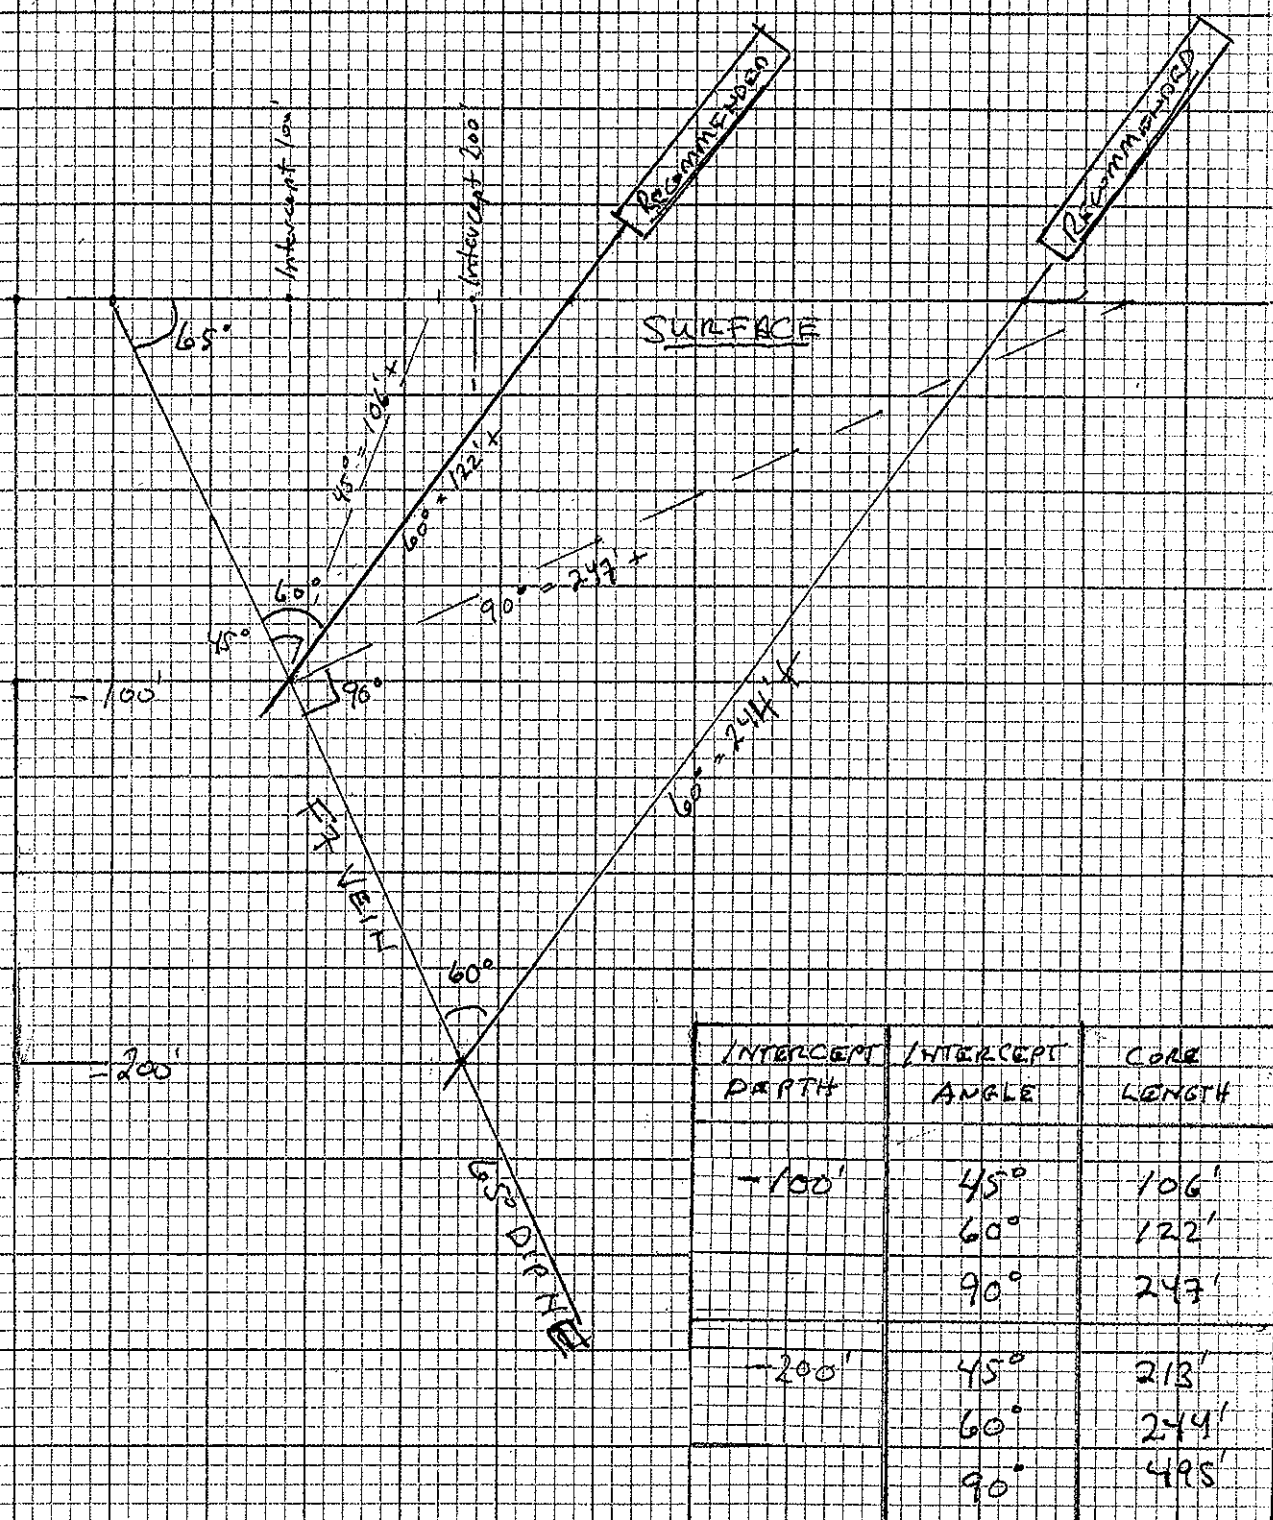 RECOMMENDED
RECOMMENDED
Intercept 100'
Intercept 200'
SURFACE
65°
45° = 106' ±
60° = 122' ±
90° = 247' ±
60°
45°
90°
-100'
60° = 244' ±
VEIN
60°
-200'
65° DIP NE
INTERCEPT DEPTH INTERCEPT ANGLE CORE LENGTH
-100' 45° 106'
60° 122'
90° 247'
-200' 45° 213'
60° 244'
90° 495'